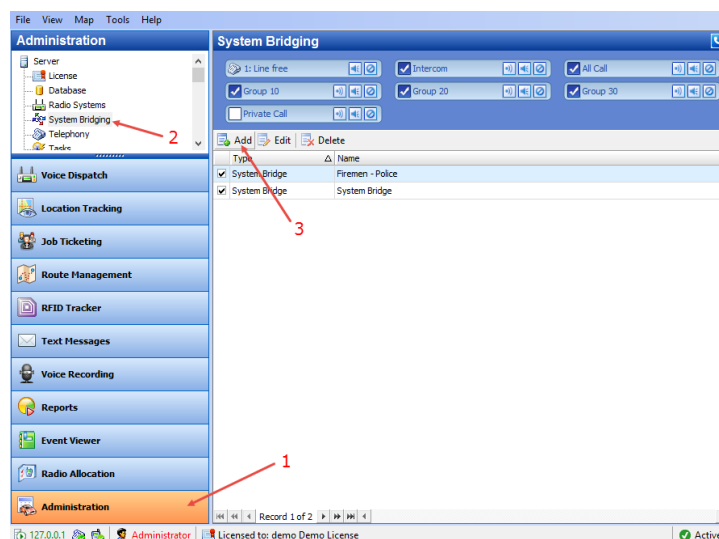 File View Map Tools Help
Administration
Server
License
Database
Radio Systems
System Bridging
Telephony
Tasks
2
Voice Dispatch
Location Tracking
Job Ticketing
Route Management
RFID Tracker
Text Messages
Voice Recording
Reports
Event Viewer
Radio Allocation
Administration
System Bridging
1: Line free Intercom All Call
Group 10 Group 20 Group 30
Private Call
Add Edit Delete
Type Name
System Bridge Firemen - Police
System Bridge System Bridge
3
1
Record 1 of 2
127.0.0.1 Administrator Licensed to: demo Demo License Active